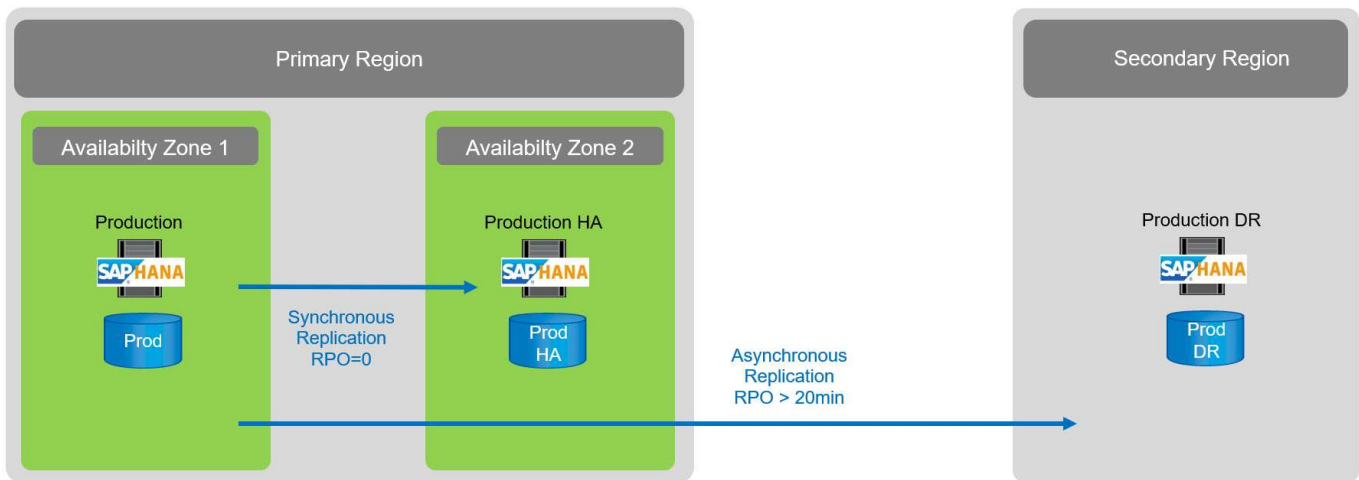 Primary Region
Secondary Region
Availabilty Zone 1
Availabilty Zone 2
Production
Production HA
Production DR
SAP HANA
SAP HANA
SAP HANA
Synchronous
Replication
RPO=0
Prod
Prod
HA
Prod
DR
Asynchronous
Replication
RPO > 20min